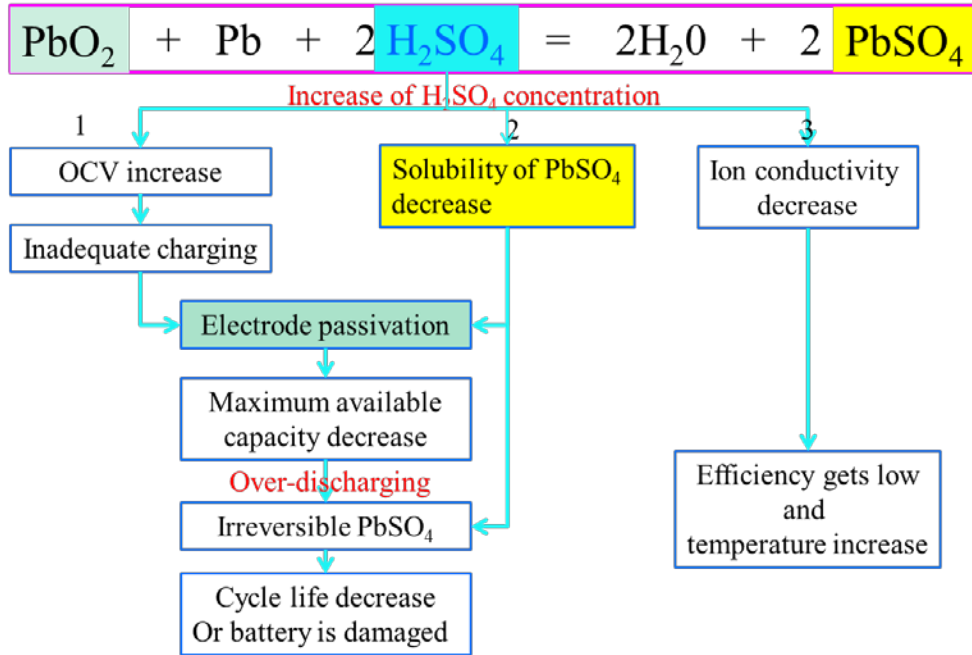 PbO₂ + Pb + 2H₂SO₄ = 2H₂0 + 2 PbSO₄
Increase of H₂SO₄ concentration
1
2
3
OCV increase
Solubility of PbSO₄
decrease
Ion conductivity
decrease
Inadequate charging
Electrode passivation
Maximum available
capacity decrease
Over-discharging
Irreversible PbSO₄
Efficiency gets low
and
temperature increase
Cycle life decrease
Or battery is damaged